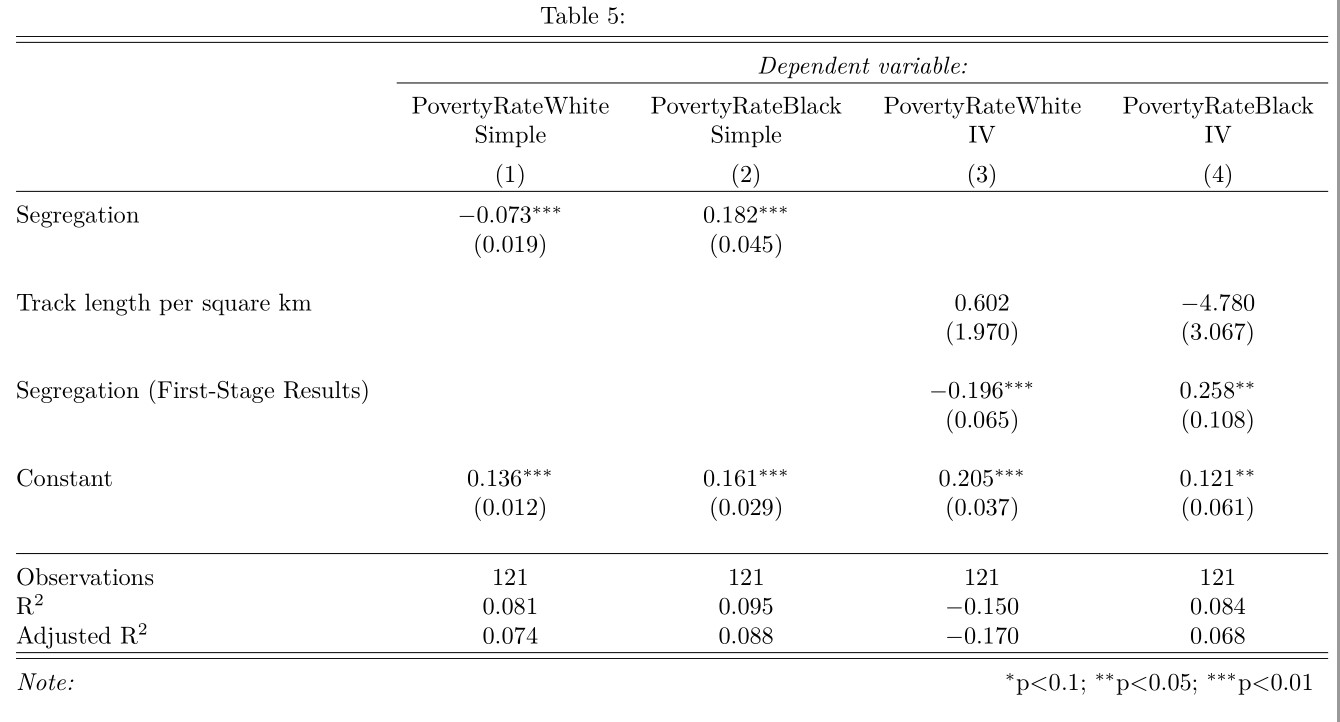 Table 5:
Dependent variable:
PovertyRateWhite PovertyRateBlack PovertyRateWhite PovertyRateBlack
Simple Simple IV IV
(1) (2) (3) (4)
Segregation −0.073*** 0.182***
(0.019) (0.045)
Track length per square km 0.602 −4.780
(1.970) (3.067)
Segregation (First-Stage Results) −0.196*** 0.258**
(0.065) (0.108)
Constant 0.136*** 0.161*** 0.205*** 0.121**
(0.012) (0.029) (0.037) (0.061)
Observations 121 121 121 121
R² 0.081 0.095 −0.150 0.084
Adjusted R² 0.074 0.088 −0.170 0.068
Note: *p<0.1; **p<0.05; ***p<0.01